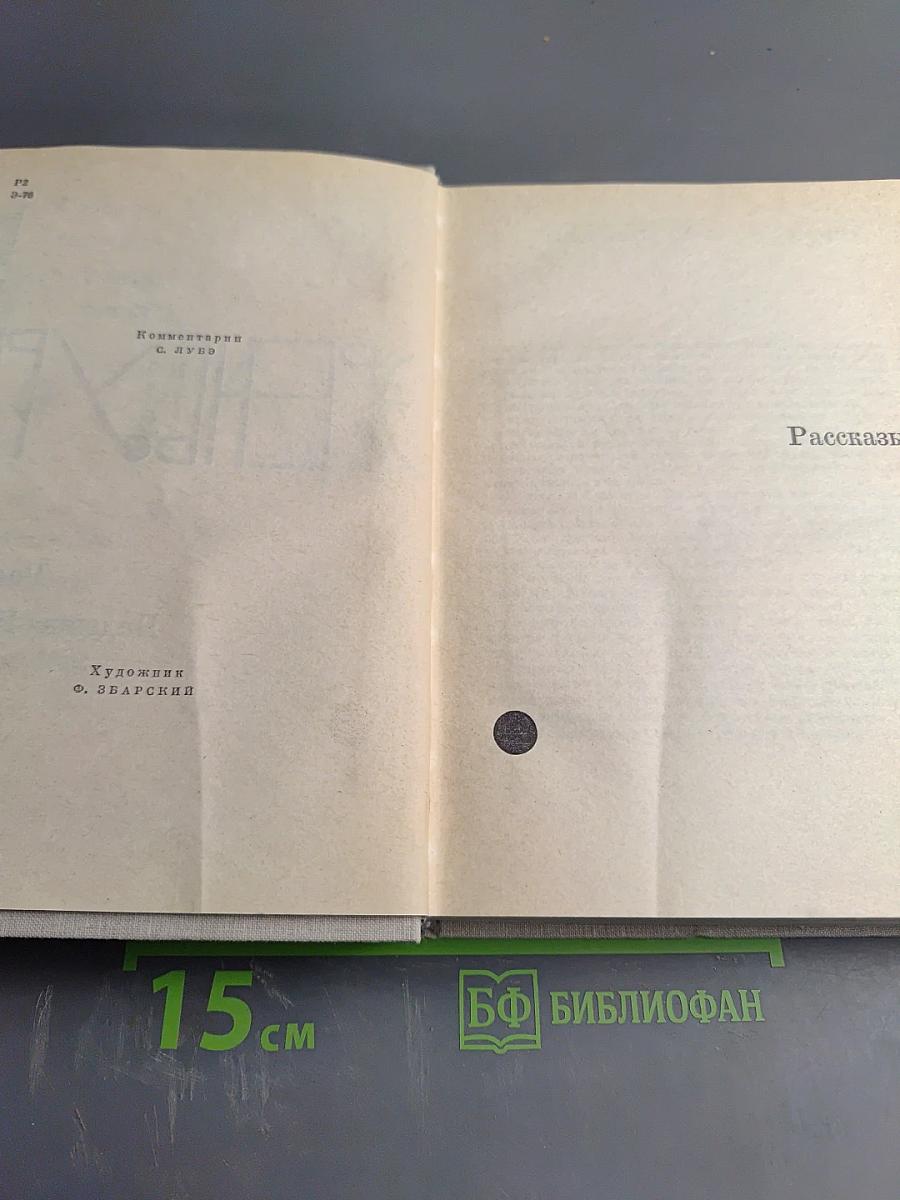 Р2
Э-76
Комментарии
С. ЛУБЭ
Художник
Ф. ЗБАРСКИЙ
Рассказы
15 см
БФ БИБЛИОФАН